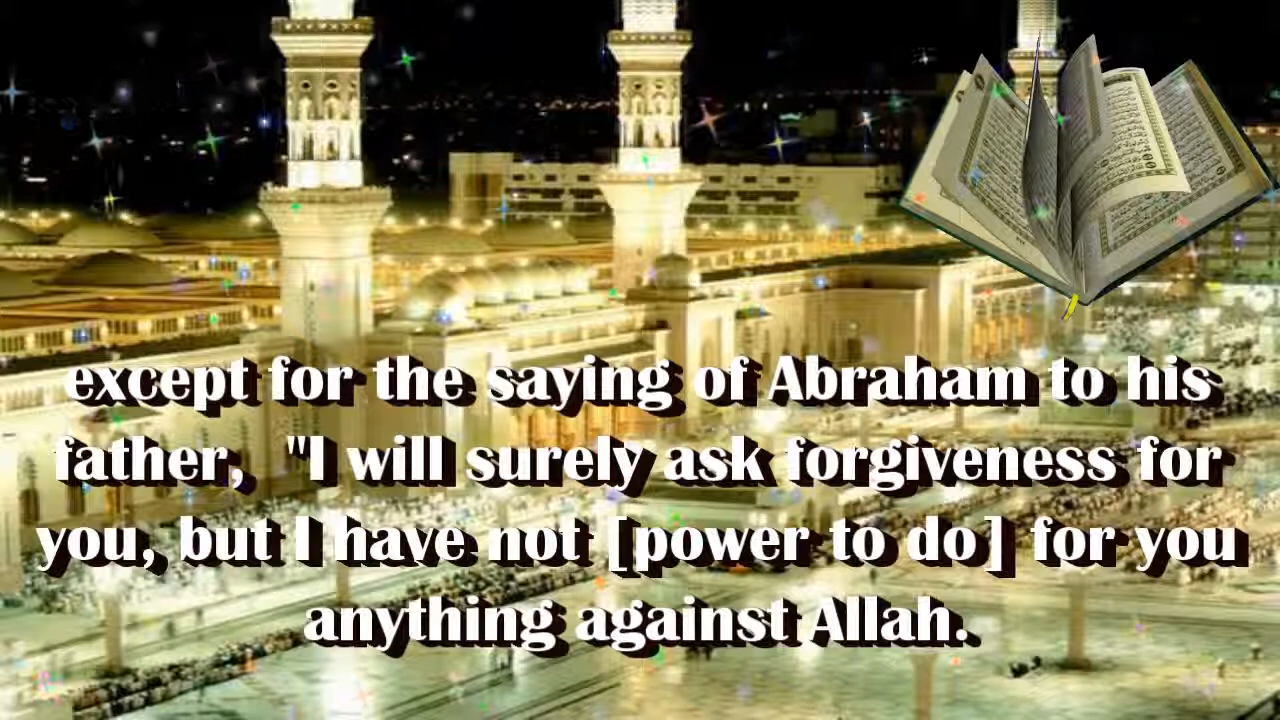 except for the saying of Abraham to his
father,  "I will surely ask forgiveness for
you, but I have not [power to do] for you
anything against Allah.